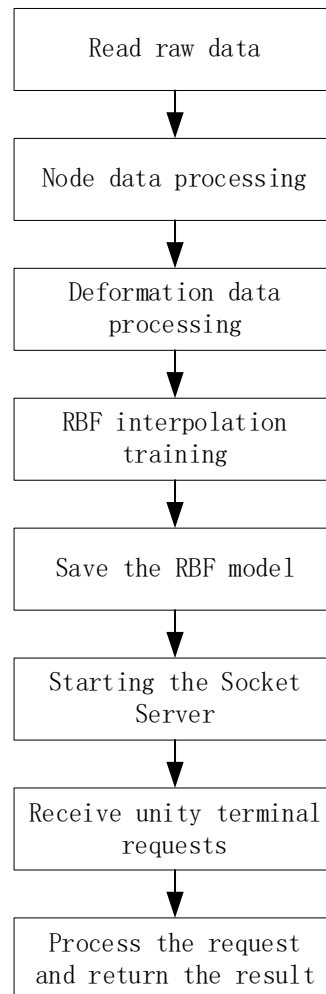 Read raw data
Node data processing
Deformation data
processing
RBF interpolation
training
Save the RBF model
Starting the Socket
Server
Receive unity terminal
requests
Process the request
and return the result